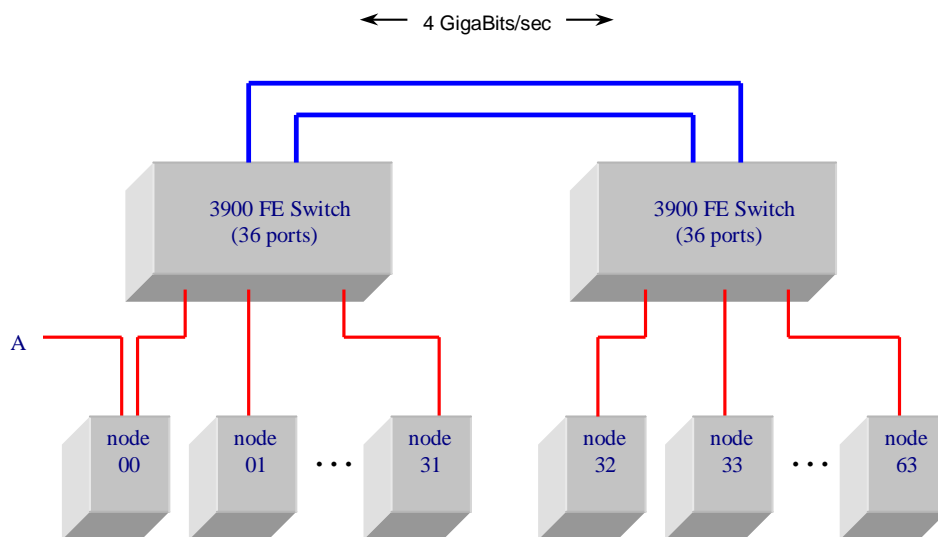 4 GigaBits/sec
3900 FE Switch
(36 ports)
3900 FE Switch
(36 ports)
A
node
00
node
01
...
node
31
node
32
node
33
...
node
63